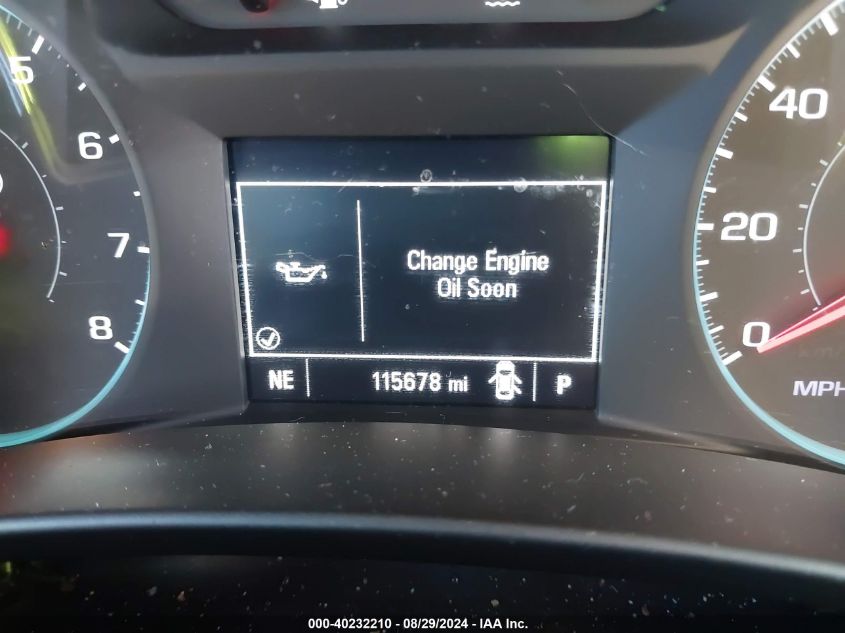 5
6
7
8
40
20
0
MPH
Change Engine
Oil Soon
NE 115678 mi P
000-40232210 - 08/29/2024 - IAA Inc.